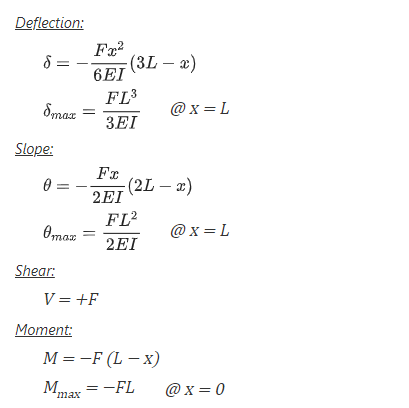 Deflection:
δ = −Fx²/6EI (3L − x)
δmax = FL³/3EI @ x = L
Slope:
θ = −Fx/2EI (2L − x)
θmax = FL²/2EI @ x = L
Shear:
V = +F
Moment:
M = −F (L − x)
Mmax = −FL @ x = 0